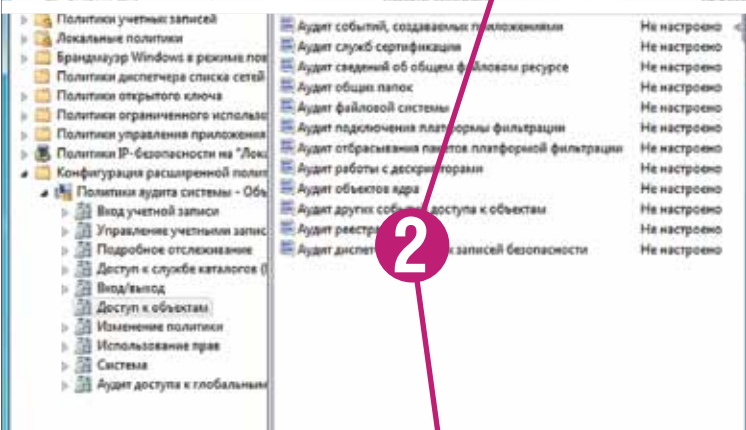 Политики учетных записей
Локальные политики
Брандмауэр Windows в режиме пов
Политики диспетчера списка сетей
Политики открытого ключа
Политики ограниченного использо
Политики управления приложения
Политики IP-безопасности на "Лока
Конфигурация расширенной полит
Политики аудита системы - Объ
Вход учетной записи
Управление учетными запис
Подробное отслеживание
Доступ к службе каталогов (
Вход/выход
Доступ к объектам
Изменение политики
Использование прав
Система
Аудит доступа к глобальным
Аудит событий, создаваемых приложениями Не настроено
Аудит служб сертификации Не настроено
Аудит сведений об общем файловом ресурсе Не настроено
Аудит общих папок Не настроено
Аудит файловой системы Не настроено
Аудит подключения платформы фильтрации Не настроено
Аудит отбрасывания пакетов платформой фильтрации Не настроено
Аудит работы с дескрипторами Не настроено
Аудит объектов ядра Не настроено
Аудит других событий доступа к объектам Не настроено
Аудит реестра Не настроено
Аудит диспет записей безопасности Не настроено
2